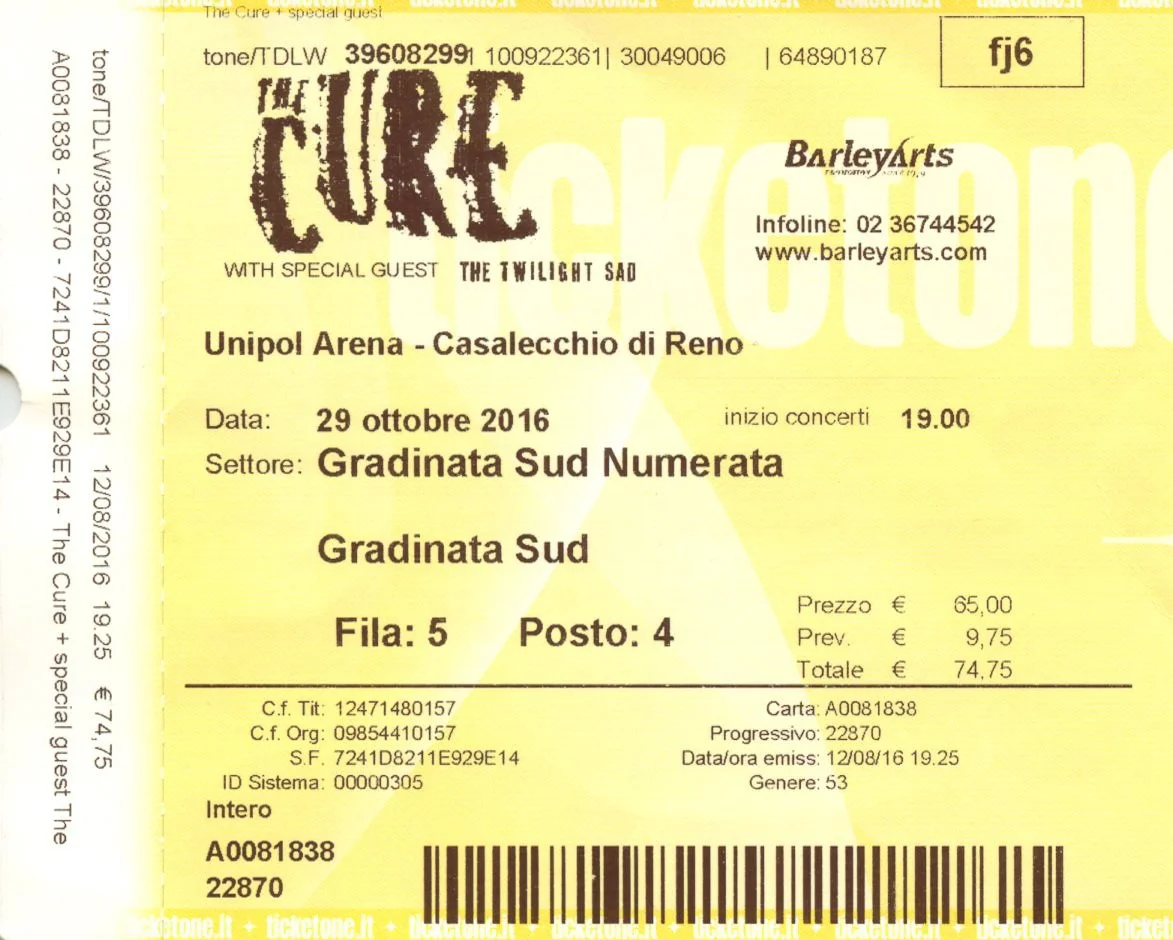 The Cure + special guest
tone/TDLW 39608299| 100922361| 30049006 | 64890187
fj6
THE CURE
WITH SPECIAL GUEST THE TWILIGHT SAD
BarleyArts
Infoline: 02 36744542
www.barleyarts.com
ticketone
Unipol Arena - Casalecchio di Reno
Data: 29 ottobre 2016 inizio concerti 19.00
Settore: Gradinata Sud Numerata
Gradinata Sud
Fila: 5 Posto: 4
Prezzo € 65,00
Prev. € 9,75
Totale € 74,75
C.f. Tit: 12471480157
C.f. Org: 09854410157
S.F. 7241D8211E929E14
ID Sistema: 00000305
Carta: A0081838
Progressivo: 22870
Data/ora emiss: 12/08/16 19.25
Genere: 53
Intero
A0081838
22870
ticketone.it + ticketone.it + ticketone.it + ticketone.it + ticketone.it + ticketone.it + ticketone.it + ticket
tone/TDLW/39608299/1/100922361 12/08/2016 19.25 € 74,75
A0081838 - 22870 - 7241D8211E929E14 - The Cure + special guest The